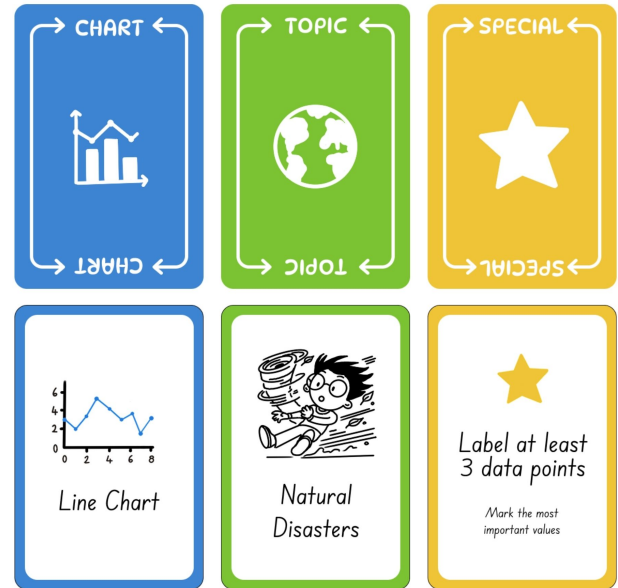 CHART
TOPIC
SPECIAL
CHART
TOPIC
SPECIAL
6
4
2
0
0 2 4 6 8
Line Chart
Natural
Disasters
Label at least
3 data points
Mark the most
important values